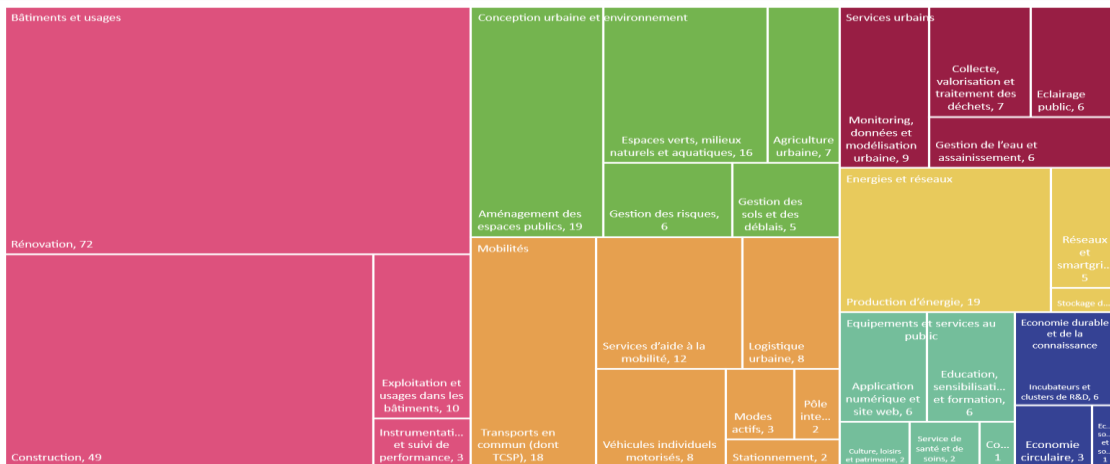 Bâtiments et usages
Rénovation, 72
Construction, 49
Exploitation et
usages dans les
bâtiments, 10
Instrumentati...
et suivi de
performance, 3
Conception urbaine et environnement
Aménagement des
espaces publics, 19
Espaces verts, milieux
naturels et aquatiques, 16
Agriculture
urbaine, 7
Gestion des risques,
6
Gestion des
sols et des
déblais, 5
Mobilités
Transports en
commun (dont
TCSP), 18
Services d'aide à la
mobilité, 12
Logistique
urbaine, 8
Véhicules individuels
motorisés, 8
Modes
actifs, 3
Pôle
inte...
2
Stationnement, 2
Services urbains
Monitoring,
données et
modélisation
urbaine, 9
Collecte,
valorisation et
traitement des
déchets, 7
Eclairage
public, 6
Gestion de l'eau et
assainissement, 6
Energies et réseaux
Production d'énergie, 19
Réseaux
et
smartgri...
5
Stockage d...
Equipements et services au
public
Application
numérique et
site web, 6
Education,
sensibilisati...
et formation,
6
Culture, loisirs
et patrimoine, 2
Service de
santé et de
soins, 2
Co...
1
Economie durable
et de la
connaissance
Incubateurs et
clusters de R&D, 6
Economie
circulaire, 3
Ec...
so...
et
so...
1